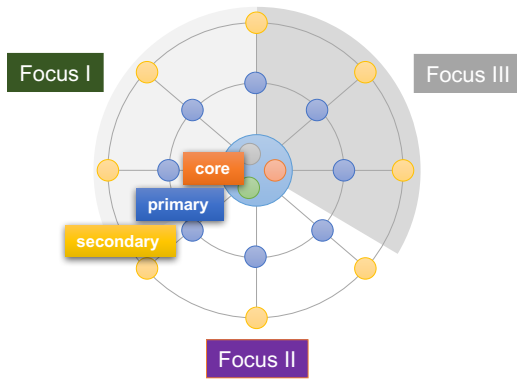 Focus I
Focus III
core
primary
secondary
Focus II